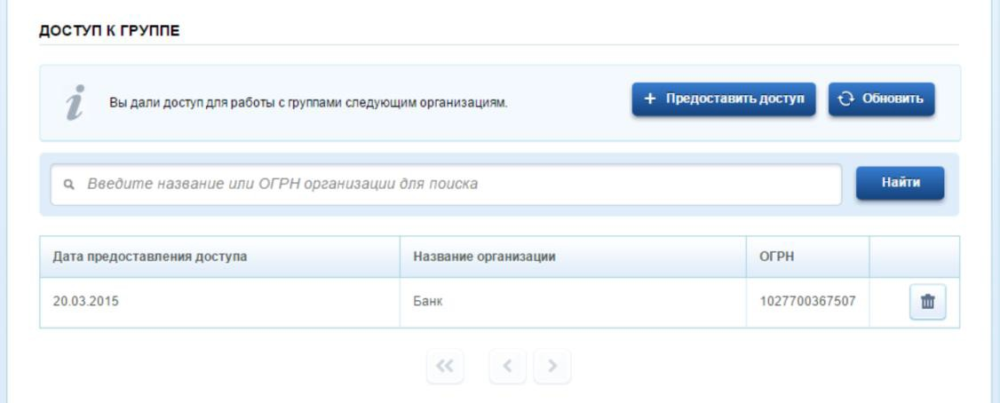 ДОСТУП К ГРУППЕ
Вы дали доступ для работы с группами следующим организациям.
+ Предоставить доступ
Обновить
Введите название или ОГРН организации для поиска
Найти
Дата предоставления доступа Название организации ОГРН
20.03.2015 Банк 1027700367507